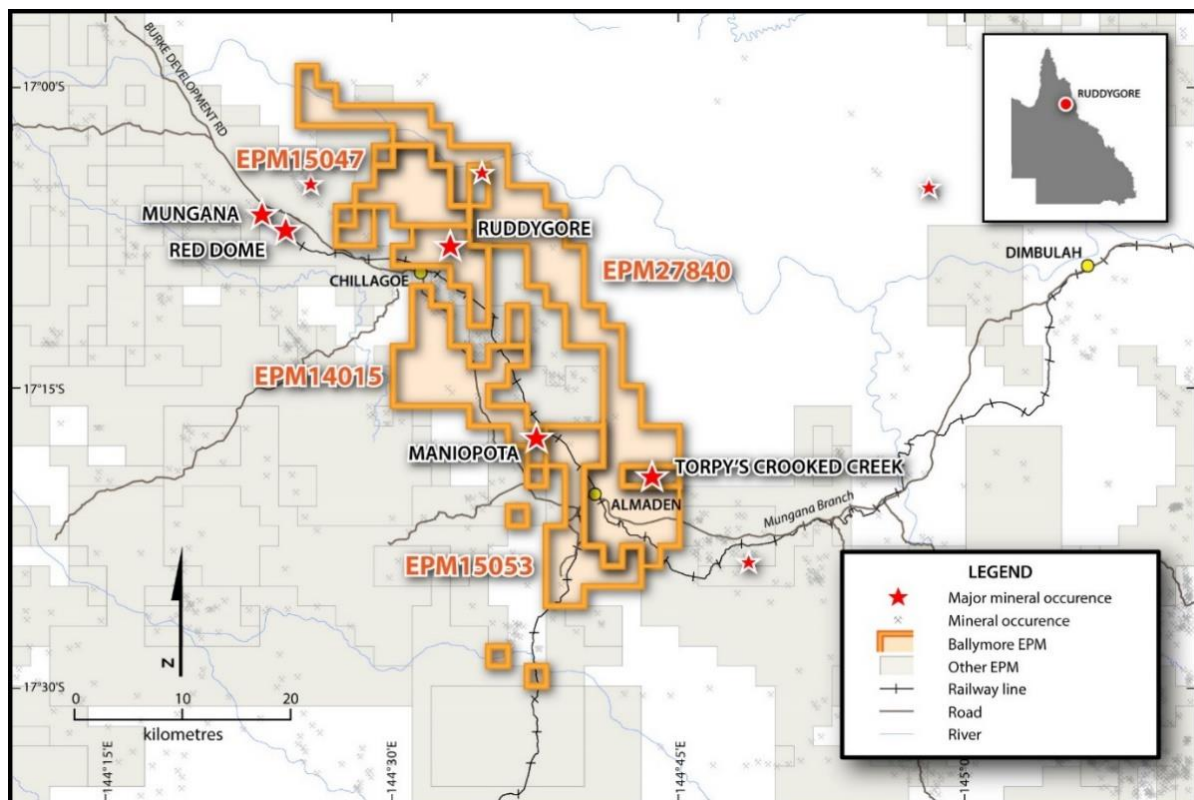 BURKE DEVELOPMENT RD
17°00'S
EPM15047
MUNGANA
RED DOME
RUDDYGORE
CHILLAGOE
EPM27840
RUDDYGORE
DIMBULAH
17°15'S
EPM14015
MANIOPOTA
TORPY'S CROOKED CREEK
ALMADEN
Mungana Branch
EPM15053
N
17°30'S
0 10 20
kilometres
144°15'E
144°30'E
144°45'E
LEGEND
Major mineral occurence
Mineral occurence
Ballymore EPM
Other EPM
Railway line
Road
River